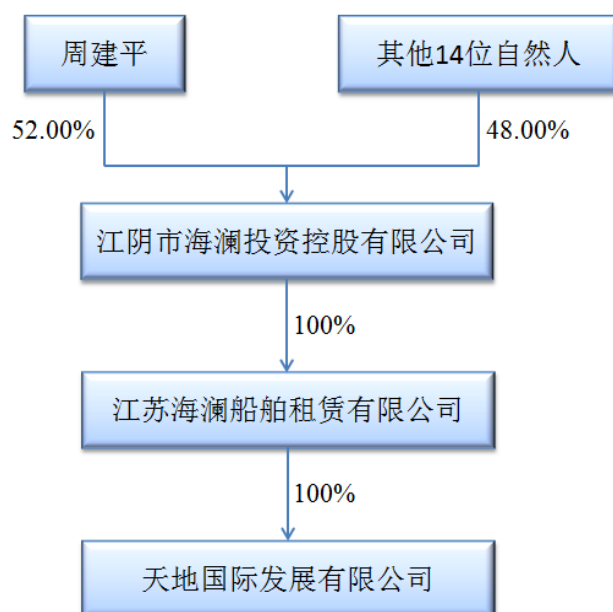 周建平
其他14位自然人
52.00%
48.00%
江阴市海澜投资控股有限公司
100%
江苏海澜船舶租赁有限公司
100%
天地国际发展有限公司